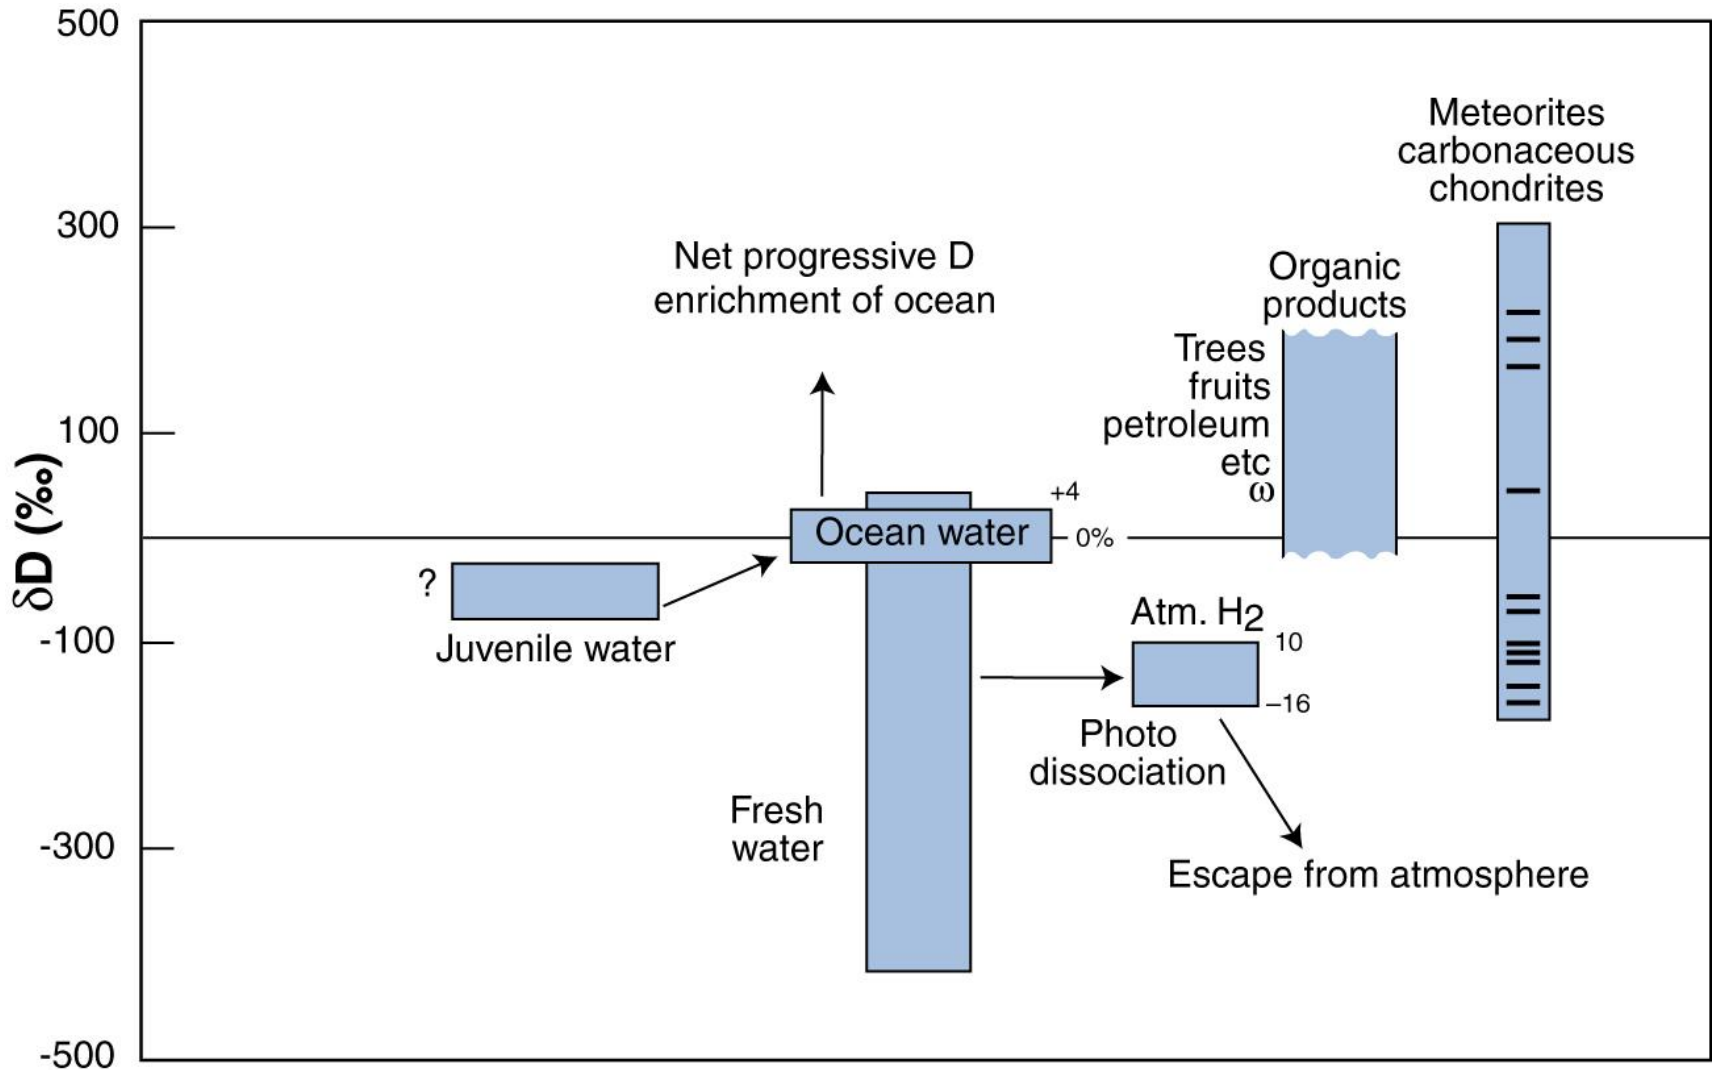 500
300
100
-100
-300
-500
δD (‰)
Net progressive D
enrichment of ocean
Meteorites
carbonaceous
chondrites
Organic
products
Trees
fruits
petroleum
etc
ω
+4
Ocean water
0%
?
Juvenile water
Atm. H2
10
–16
Photo
dissociation
Fresh
water
Escape from atmosphere